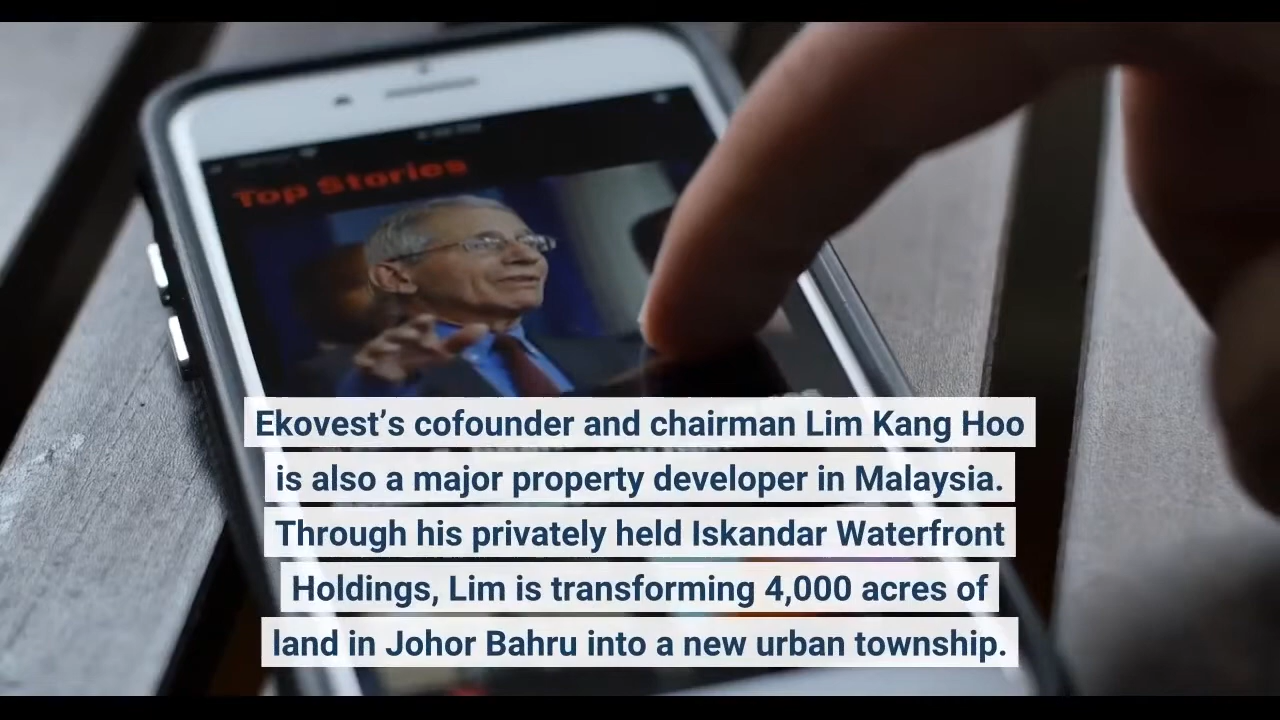 Top Stories
Ekovest’s cofounder and chairman Lim Kang Hoo
is also a major property developer in Malaysia.
Through his privately held Iskandar Waterfront
Holdings, Lim is transforming 4,000 acres of
land in Johor Bahru into a new urban township.